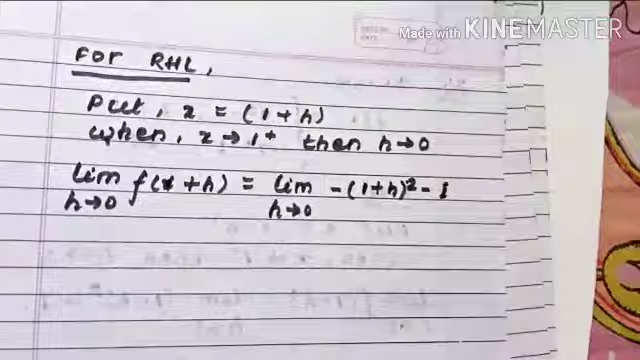 Made with KINEMASTER
FOR RHL,
Put, x = (1+h)
when, x → 1⁺ then h→0
lim f(x+h) = lim -(1+h)² - 1
h→0 h→0